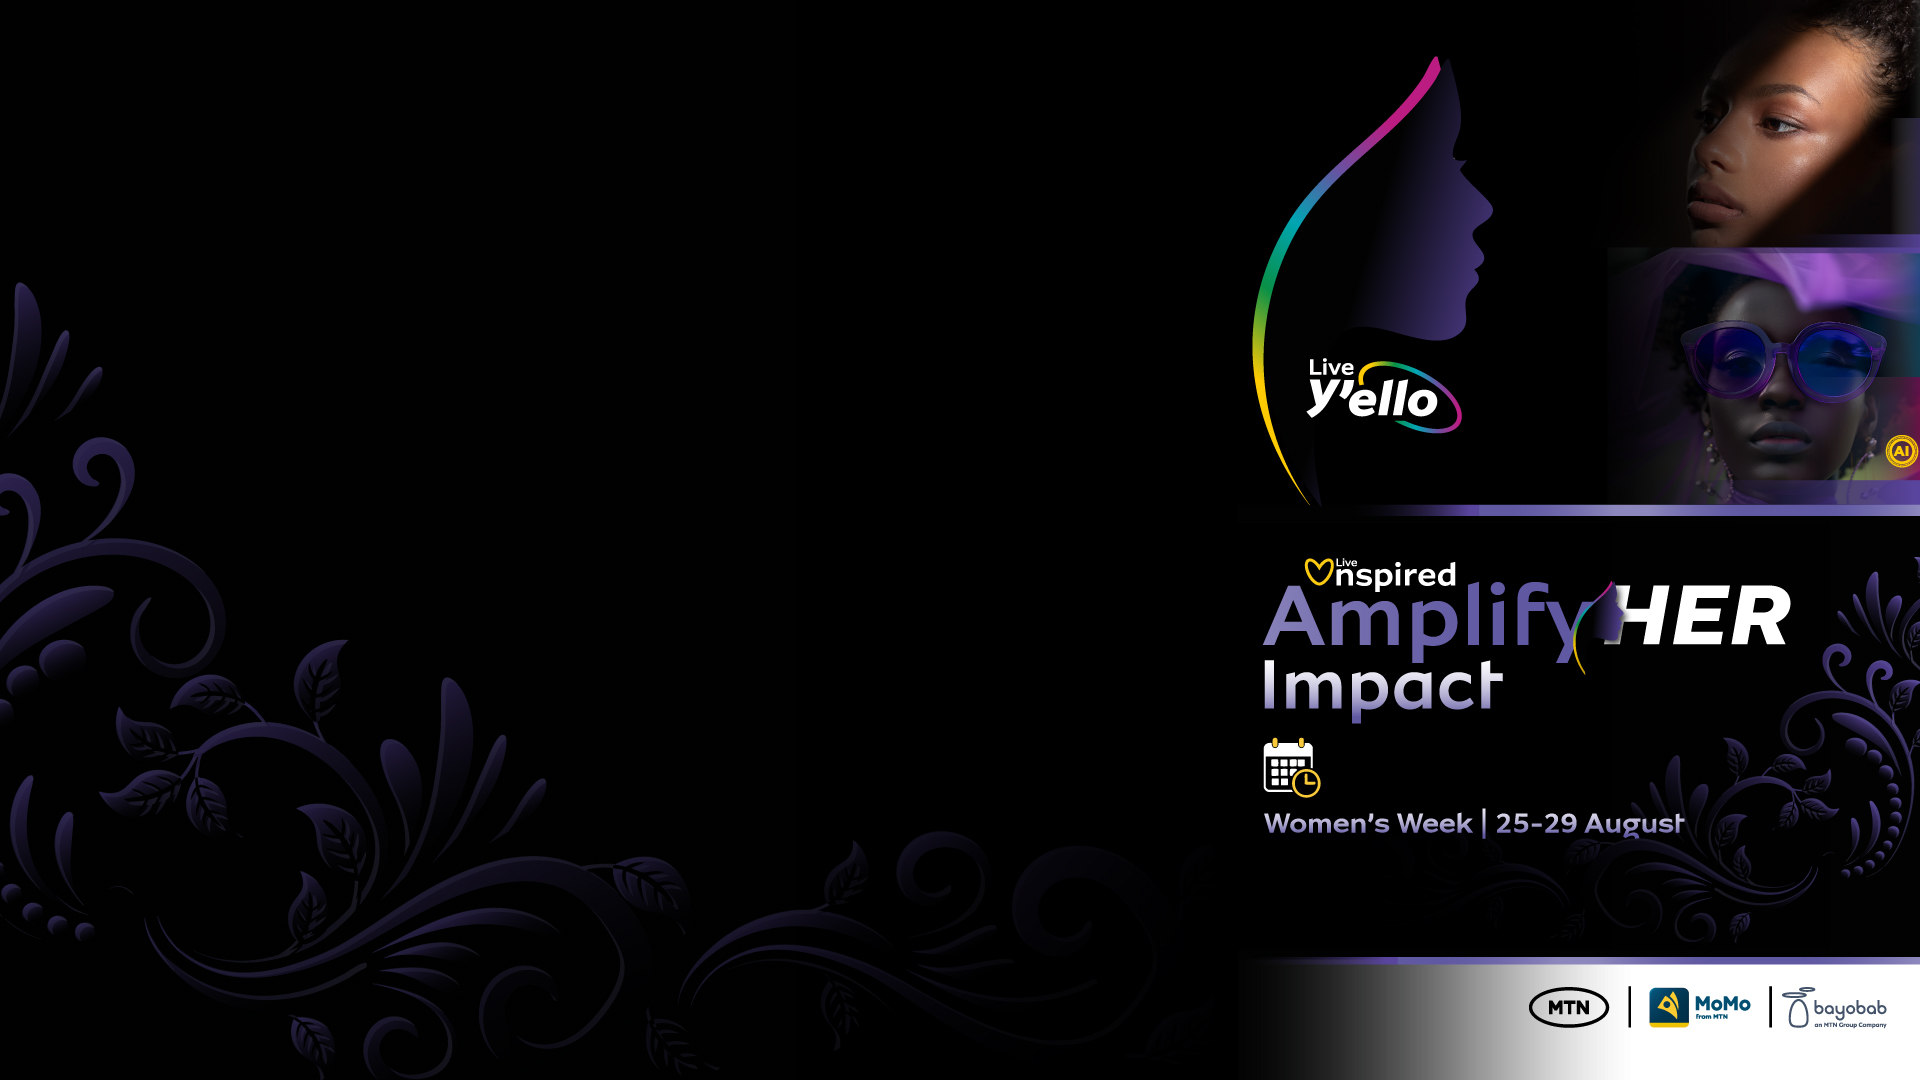 Live
y'ello
AI
Live
nspired
AmplifyHER
Impact
Women's Week | 25-29 August
MTN
MoMo
from MTN
bayobab
an MTN Group Company